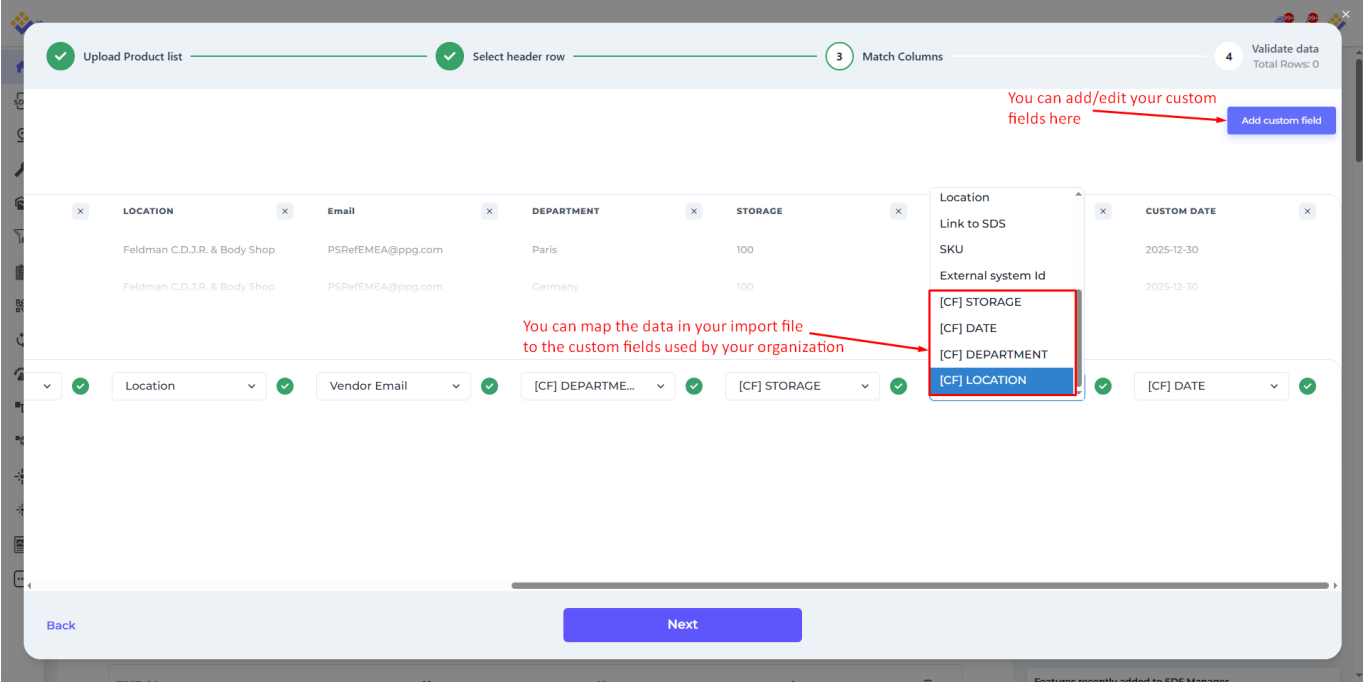 Upload Product list
Select header row
3
Match Columns
4
Validate data
Total Rows: 0
You can add/edit your custom
fields here
Add custom field
LOCATION
Email
DEPARTMENT
STORAGE
CUSTOM DATE
Feldman C.D.J.R. & Body Shop
PSRefEMEA@ppg.com
Paris
100
2025-12-30
Feldman C.D.J.R. & Body Shop
PSRefEMEA@ppg.com
Germany
100
2025-12-30
Location
Link to SDS
SKU
External system Id
[CF] STORAGE
[CF] DATE
[CF] DEPARTMENT
[CF] LOCATION
You can map the data in your import file
to the custom fields used by your organization
Location
Vendor Email
[CF] DEPARTME...
[CF] STORAGE
[CF] DATE
Back
Next
Features recently added to SDS Manager